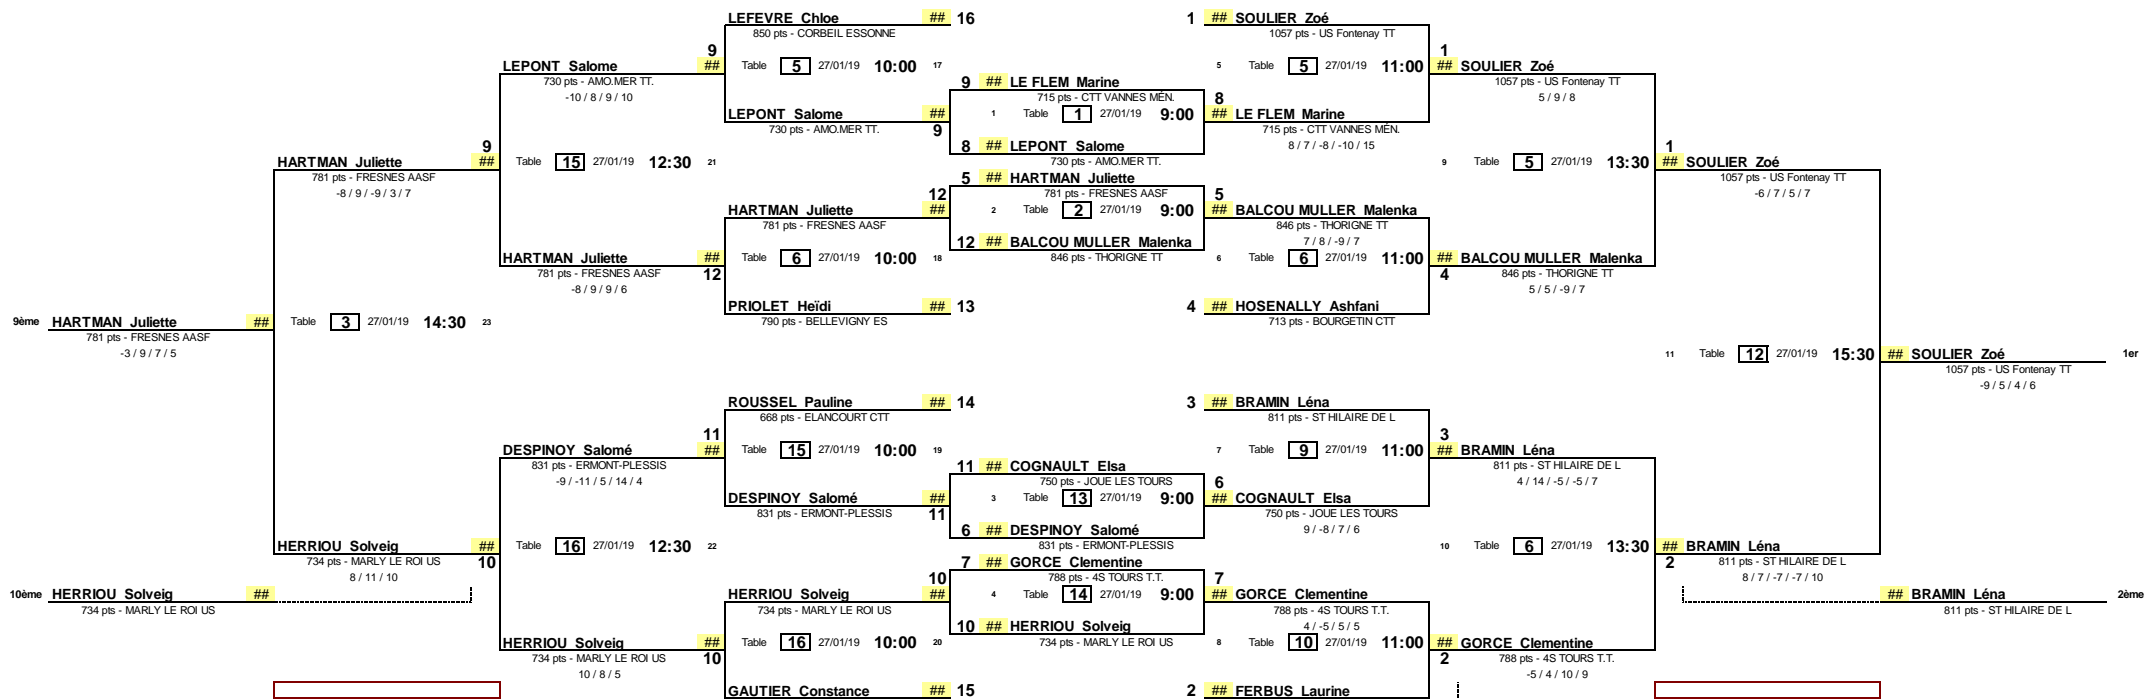 LEFEVRE Chloe ## 16 1 ## SOULIER Zoé
850 pts - CORBEIL ESSONNE 1057 pts - US Fontenay TT
9 1
LEPONT Salome ## Table 5 27/01/19 10:00 17 5 Table 5 27/01/19 11:00 ## SOULIER Zoé
730 pts - AMO.MER TT. 9 ## LE FLEM Marine 1057 pts - US Fontenay TT
-10 / 8 / 9 / 10 715 pts - CTT VANNES MÉN. 8 5 / 9 / 8
LEPONT Salome ## 1 Table 1 27/01/19 9:00 ## LE FLEM Marine
730 pts - AMO.MER TT. 9 715 pts - CTT VANNES MÉN.
9 8 ## LEPONT Salome 8 / 7 / -8 / -10 / 15 1
HARTMAN Juliette ## Table 15 27/01/19 12:30 21 730 pts - AMO.MER TT. 9 Table 5 27/01/19 13:30 ## SOULIER Zoé
781 pts - FRESNES AASF 5 ## HARTMAN Juliette 1057 pts - US Fontenay TT
-8 / 9 / -9 / 3 / 7 12 781 pts - FRESNES AASF 5 -6 / 7 / 5 / 7
HARTMAN Juliette ## 2 Table 2 27/01/19 9:00 ## BALCOU MULLER Malenka
781 pts - FRESNES AASF 846 pts - THORIGNE TT
12 ## BALCOU MULLER Malenka 7 / 8 / -9 / 7
HARTMAN Juliette ## Table 6 27/01/19 10:00 18 846 pts - THORIGNE TT 6 Table 6 27/01/19 11:00 ## BALCOU MULLER Malenka
781 pts - FRESNES AASF 12 4 846 pts - THORIGNE TT
-8 / 9 / 9 / 6 5 / 5 / -9 / 7
PRIOLET Heïdi ## 13 4 ## HOSENALLY Ashfani
9ème HARTMAN Juliette ## Table 3 27/01/19 14:30 23 790 pts - BELLEVIGNY ES 713 pts - BOURGETIN CTT
781 pts - FRESNES AASF
-3 / 9 / 7 / 5 11 Table 12 27/01/19 15:30 ## SOULIER Zoé 1er
1057 pts - US Fontenay TT
-9 / 5 / 4 / 6
ROUSSEL Pauline ## 14 3 ## BRAMIN Léna
668 pts - ELANCOURT CTT 811 pts - ST HILAIRE DE L
11 3
DESPINOY Salomé ## Table 15 27/01/19 10:00 19 7 Table 9 27/01/19 11:00 ## BRAMIN Léna
831 pts - ERMONT-PLESSIS 11 ## COGNAULT Elsa 811 pts - ST HILAIRE DE L
-9 / -11 / 5 / 14 / 4 750 pts - JOUE LES TOURS 6 4 / 14 / -5 / -5 / 7
DESPINOY Salomé ## 3 Table 13 27/01/19 9:00 ## COGNAULT Elsa
831 pts - ERMONT-PLESSIS 11 750 pts - JOUE LES TOURS
6 ## DESPINOY Salomé 9 / -8 / 7 / 6
HERRIOU Solveig ## Table 16 27/01/19 12:30 22 831 pts - ERMONT-PLESSIS 10 Table 6 27/01/19 13:30 ## BRAMIN Léna
734 pts - MARLY LE ROI US 10 7 ## GORCE Clementine 2 811 pts - ST HILAIRE DE L
8 / 11 / 10 10 788 pts - 4S TOURS T.T. 7 8 / 7 / -7 / -7 / 10
10ème HERRIOU Solveig ## HERRIOU Solveig ## 4 Table 14 27/01/19 9:00 ## GORCE Clementine ## BRAMIN Léna 2ème
734 pts - MARLY LE ROI US 734 pts - MARLY LE ROI US 788 pts - 4S TOURS T.T. 811 pts - ST HILAIRE DE L
10 ## HERRIOU Solveig 4 / -5 / 5 / 5
HERRIOU Solveig ## Table 16 27/01/19 10:00 20 734 pts - MARLY LE ROI US 8 Table 10 27/01/19 11:00 ## GORCE Clementine
734 pts - MARLY LE ROI US 10 2 788 pts - 4S TOURS T.T.
10 / 8 / 5 -5 / 4 / 10 / 9
GAUTIER Constance ## 15 2 ## FERBUS Laurine